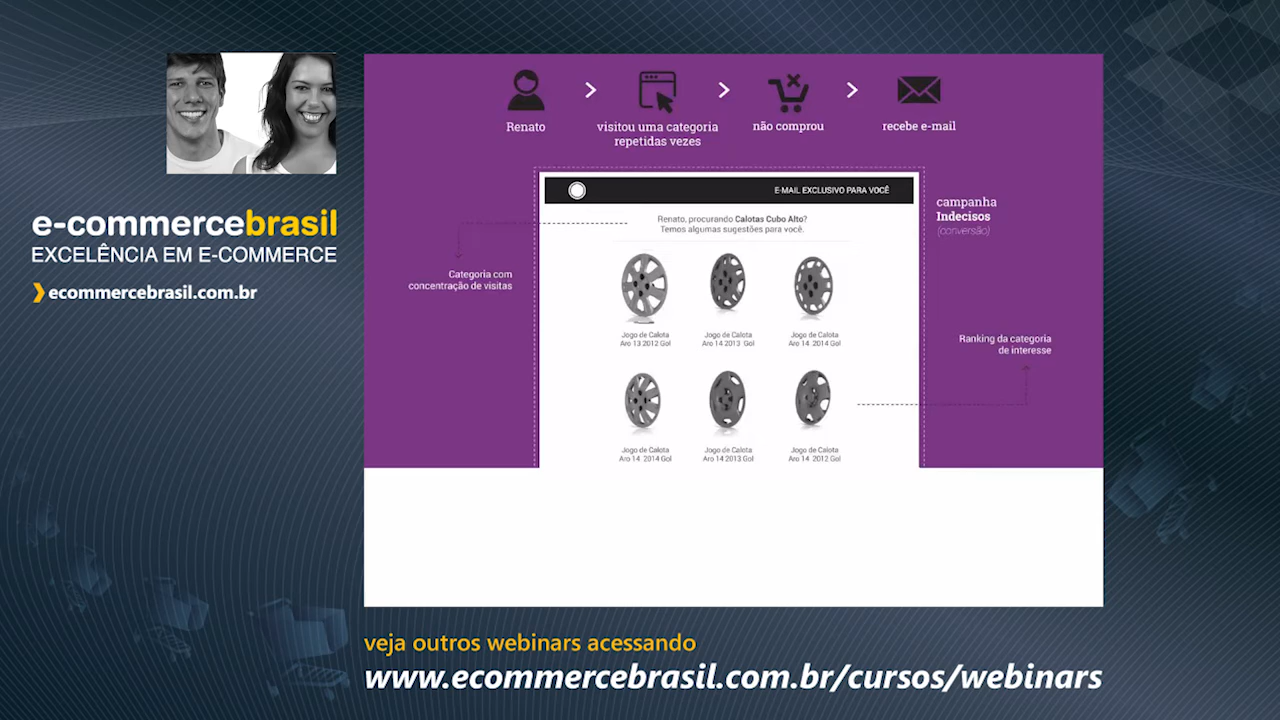 e-commercebrasil
EXCELÊNCIA EM E-COMMERCE
ecommercebrasil.com.br
Renato
visitou uma categoria
repetidas vezes
não comprou
recebe e-mail
E-MAIL EXCLUSIVO PARA VOCÊ
campanha
Indecisos
(conversão)
Renato, procurando Calotas Cubo Alto?
Temos algumas sugestões para você.
Categoria com
concentração de visitas
Jogo de Calota
Aro 13 2012 Gol
Jogo de Calota
Aro 14 2013 Gol
Jogo de Calota
Aro 14 2014 Gol
Ranking da categoria
de interesse
Jogo de Calota
Aro 14 2014 Gol
Jogo de Calota
Aro 14 2013 Gol
Jogo de Calota
Aro 14 2012 Gol
veja outros webinars acessando
www.ecommercebrasil.com.br/cursos/webinars